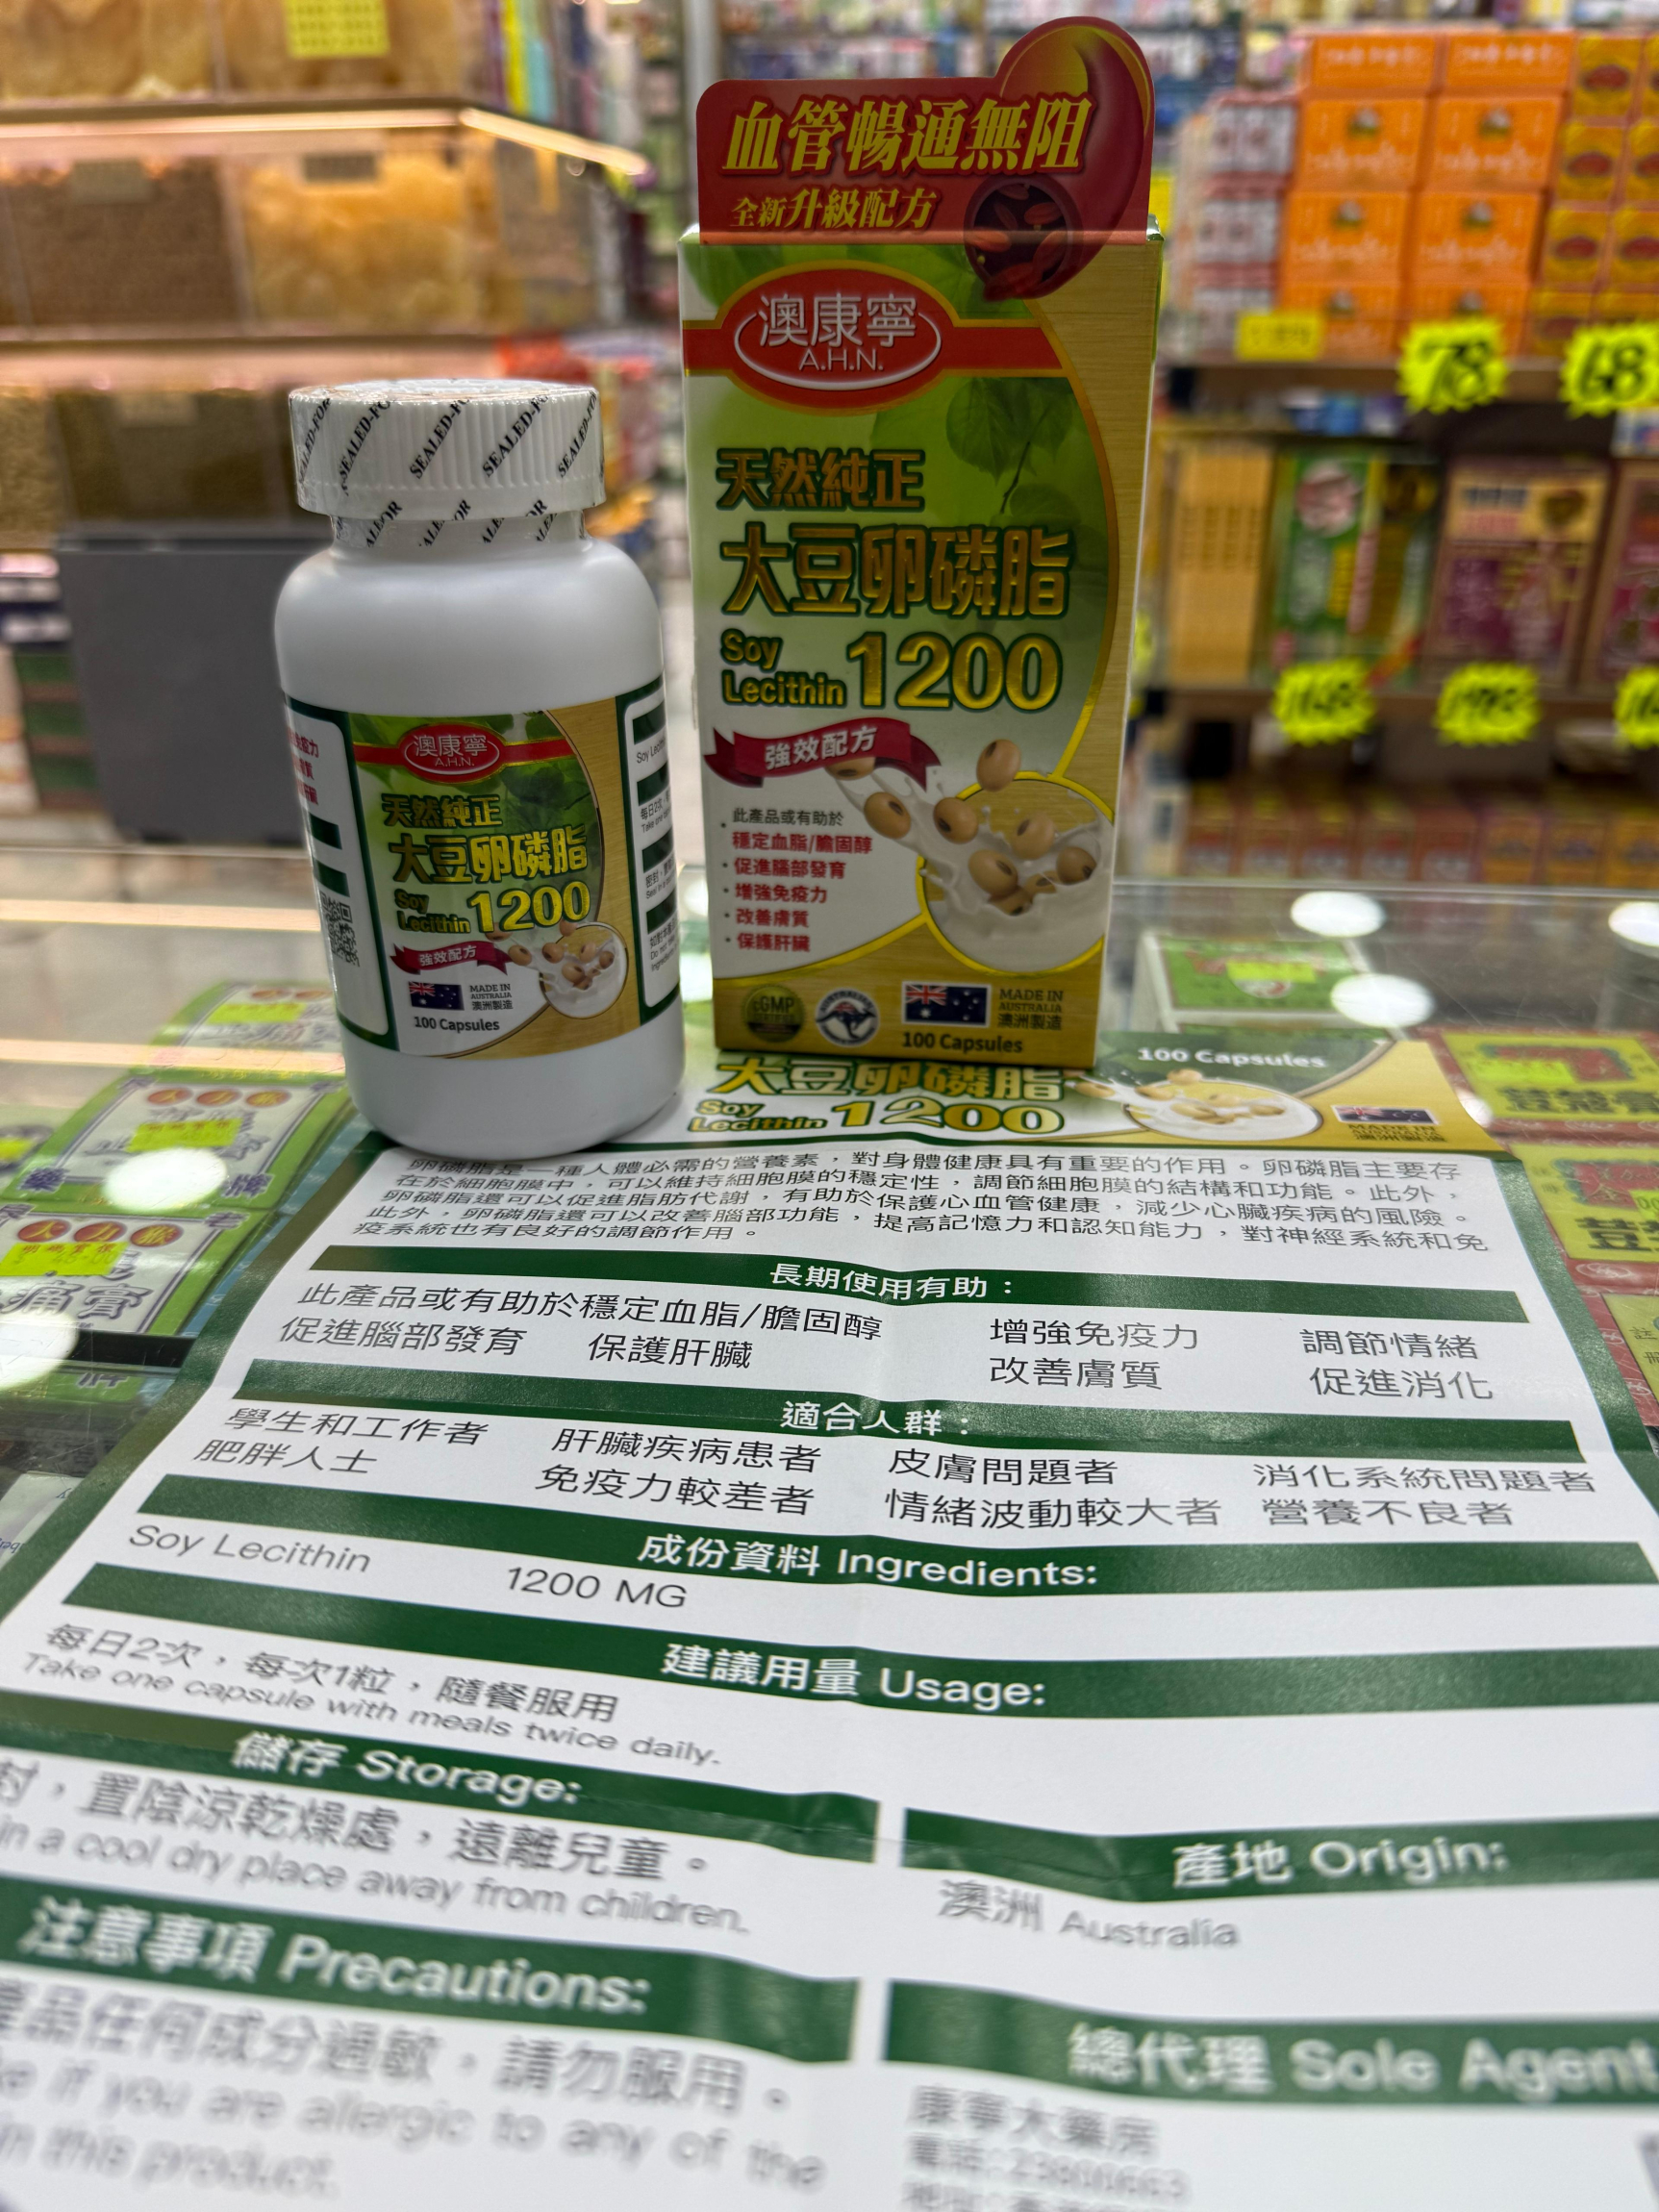 血管暢通無阻
全新升級配方
澳康寧
A.H.N.
天然純正
大豆卵磷脂
Soy
Lecithin 1200
強效配方
此產品或有助於
穩定血脂/膽固醇
· 促進腦部發育
· 增強免疫力
· 改善膚質
· 保護肝臟
MADE IN
AUSTRALIA
澳洲製造
100 Capsules
SEALED-FOR
SEALED-FO
SEALED-F
澳康寧
A.H.N.
天然純正
大豆卵磷脂
Soy
Lecithin 1200
強效配方
MADE IN
AUSTRALIA
澳洲製造
100 Capsules
78
68
168
大豆卵磷脂
Soy
Lecithin 1200
100 Capsules
MADE IN
澳洲製造
卵磷脂是一種人體必需的營養素，對身體健康具有重要的作用。卵磷脂主要存
在於細胞膜中，可以維持細胞膜的穩定性，調節細胞膜的結構和功能。此外，
卵磷脂還可以促進脂肪代謝，有助於保護心血管健康，減少心臟疾病的風險。
此外，卵磷脂還可以改善腦部功能，提高記憶力和認知能力，對神經系統和免
疫系統也有良好的調節作用。
長期使用有助：
此產品或有助於穩定血脂/膽固醇 增強免疫力 調節情緒
促進腦部發育 保護肝臟 改善膚質 促進消化
適合人群：
學生和工作者 肝臟疾病患者 皮膚問題者 消化系統問題者
肥胖人士 免疫力較差者 情緒波動較大者 營養不良者
成份資料 Ingredients:
Soy Lecithin 1200 MG
建議用量 Usage:
每日2次，每次1粒，隨餐服用
Take one capsule with meals twice daily.
儲存 Storage:
封，置陰涼乾燥處，遠離兒童。
in a cool dry place away from children.
產地 Origin:
澳洲 Australia
注意事項 Precautions:
產品任何成分過敏，請勿服用。
ke if you are allergic to any of the
in this product.
總代理 Sole Agent
康寧大藥房